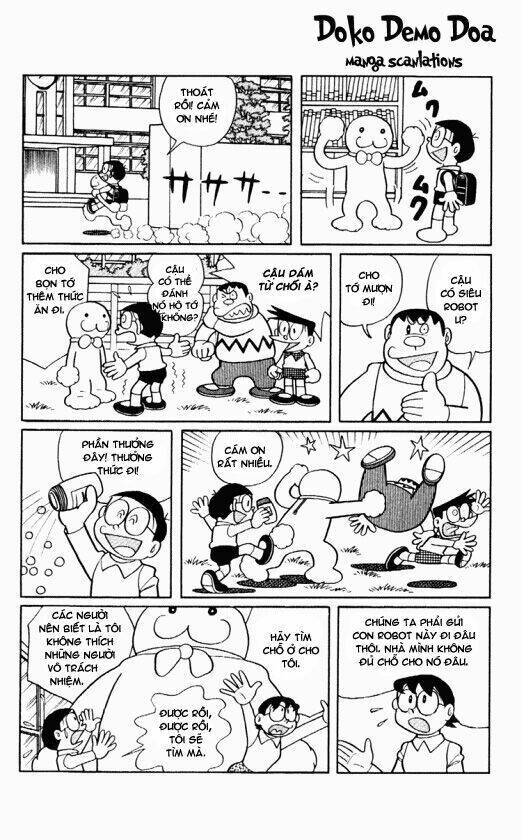 Doko Demo Doa
manga scanlations
ムク
ムク
THOÁT
RỒI! CẢM
ƠN NHÉ!
サササ...
CẬU
CÓ SIÊU
ROBOT
Ư?
CHO
TỚ MƯỢN
ĐI!
CẬU DÁM
TỪ CHỐI À?
CẬU
CÓ THỂ
ĐÁNH
NÓ HỘ TỚ
KHÔNG?
CHO
BỌN TỚ
THÊM THỨC
ĂN ĐI.
CẢM ƠN
RẤT NHIỀU.
PHẦN THƯỞNG
ĐÂY! THƯỞNG
THỨC ĐI!
CHÚNG TA PHẢI GỬI
CON ROBOT NÀY ĐI ĐÂU
THÔI. NHÀ MÌNH KHÔNG
ĐỦ CHỖ CHO NÓ ĐÂU.
HÃY TÌM
CHỖ Ở CHO
TÔI.
CÁC NGƯỜI
NÊN BIẾT LÀ TÔI
KHÔNG THÍCH
NHỮNG NGƯỜI
VÔ TRÁCH
NHIỆM.
ĐƯỢC RỒI,
ĐƯỢC RỒI,
TÔI SẼ
TÌM MÀ.